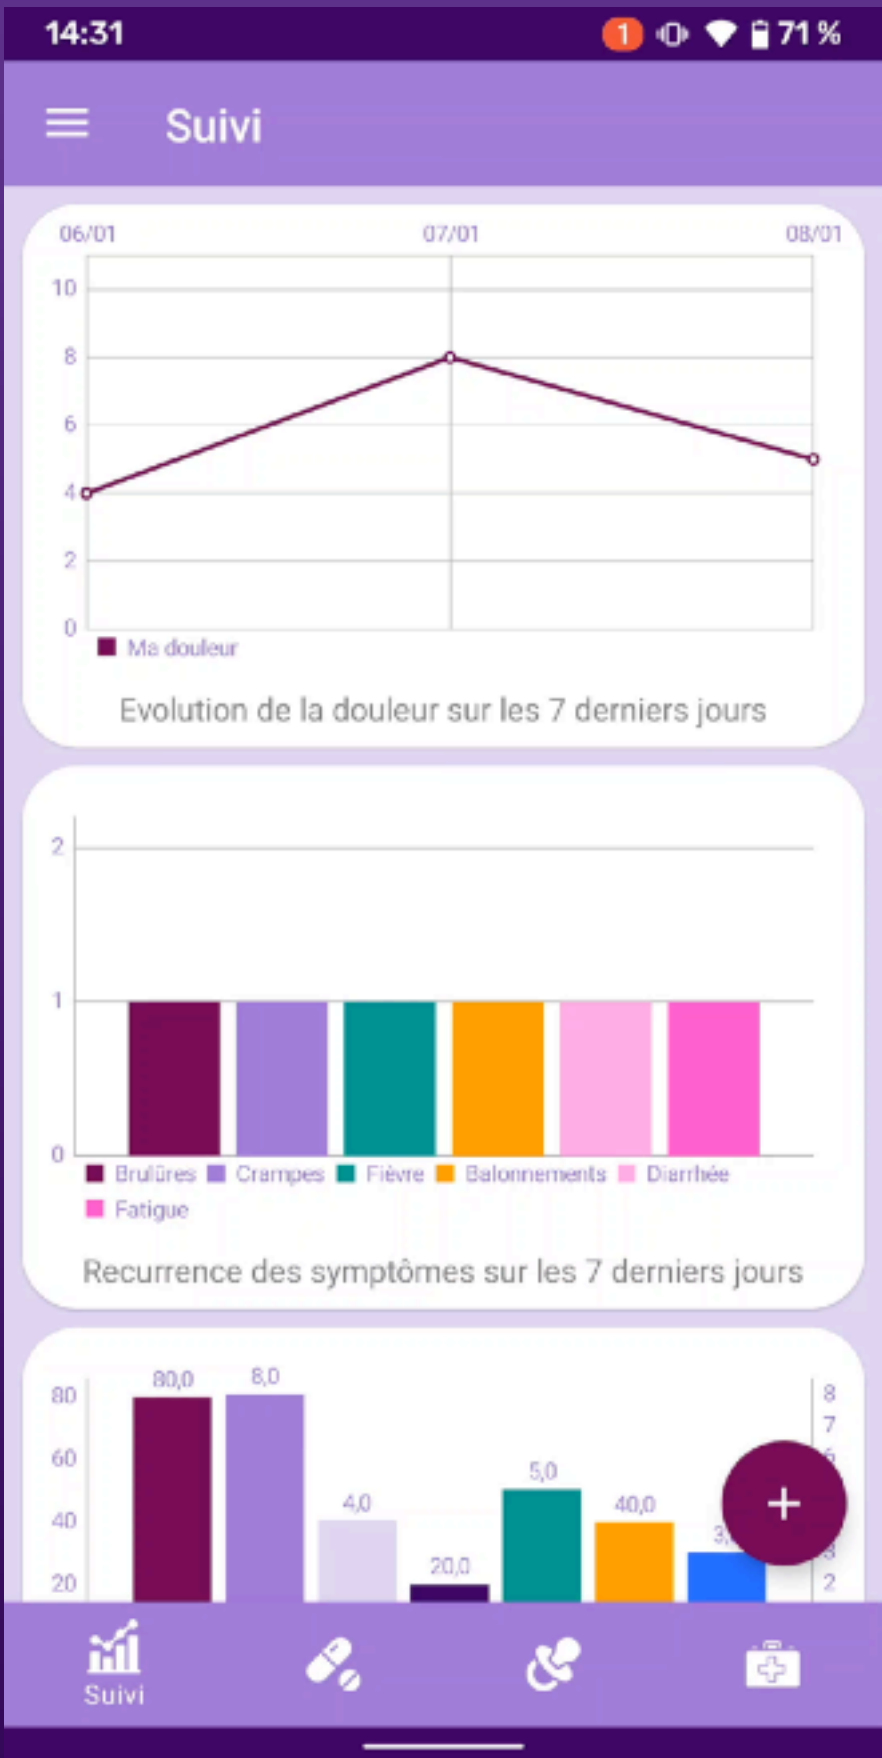 14:31
1
71 %
Suivi
06/01 07/01 08/01
10
8
6
4
2
0
Ma douleur
Evolution de la douleur sur les 7 derniers jours
2
1
0
Brulûres Crampes Fièvre Balonnements Diarrhée
Fatigue
Recurrence des symptômes sur les 7 derniers jours
80,0 8,0
80 8
7
60 6
5,0
4,0 40,0
40
3
20,0
20 2
+
Suivi